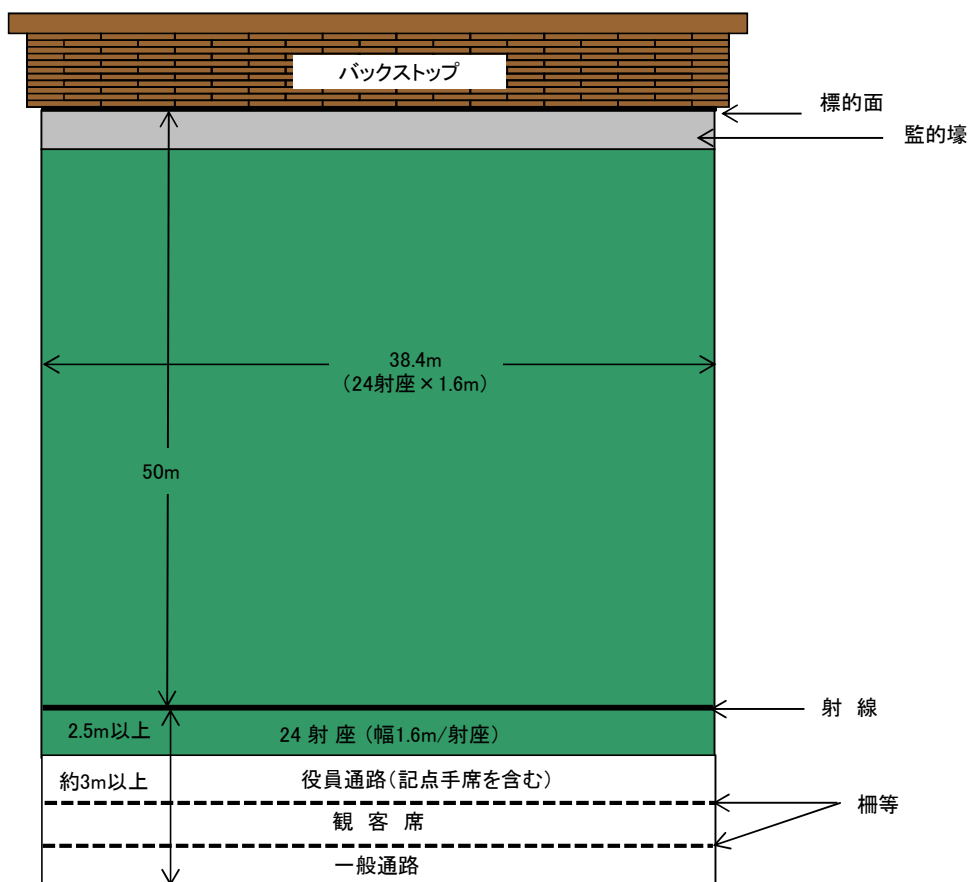 バックストップ
標的面
監的壕
38.4m
（24射座×1.6m）
50m
射 線
2.5m以上
24 射 座 （幅1.6m/射座）
約3m以上
役員通路（記点手席を含む）
柵等
観 客 席
一般通路